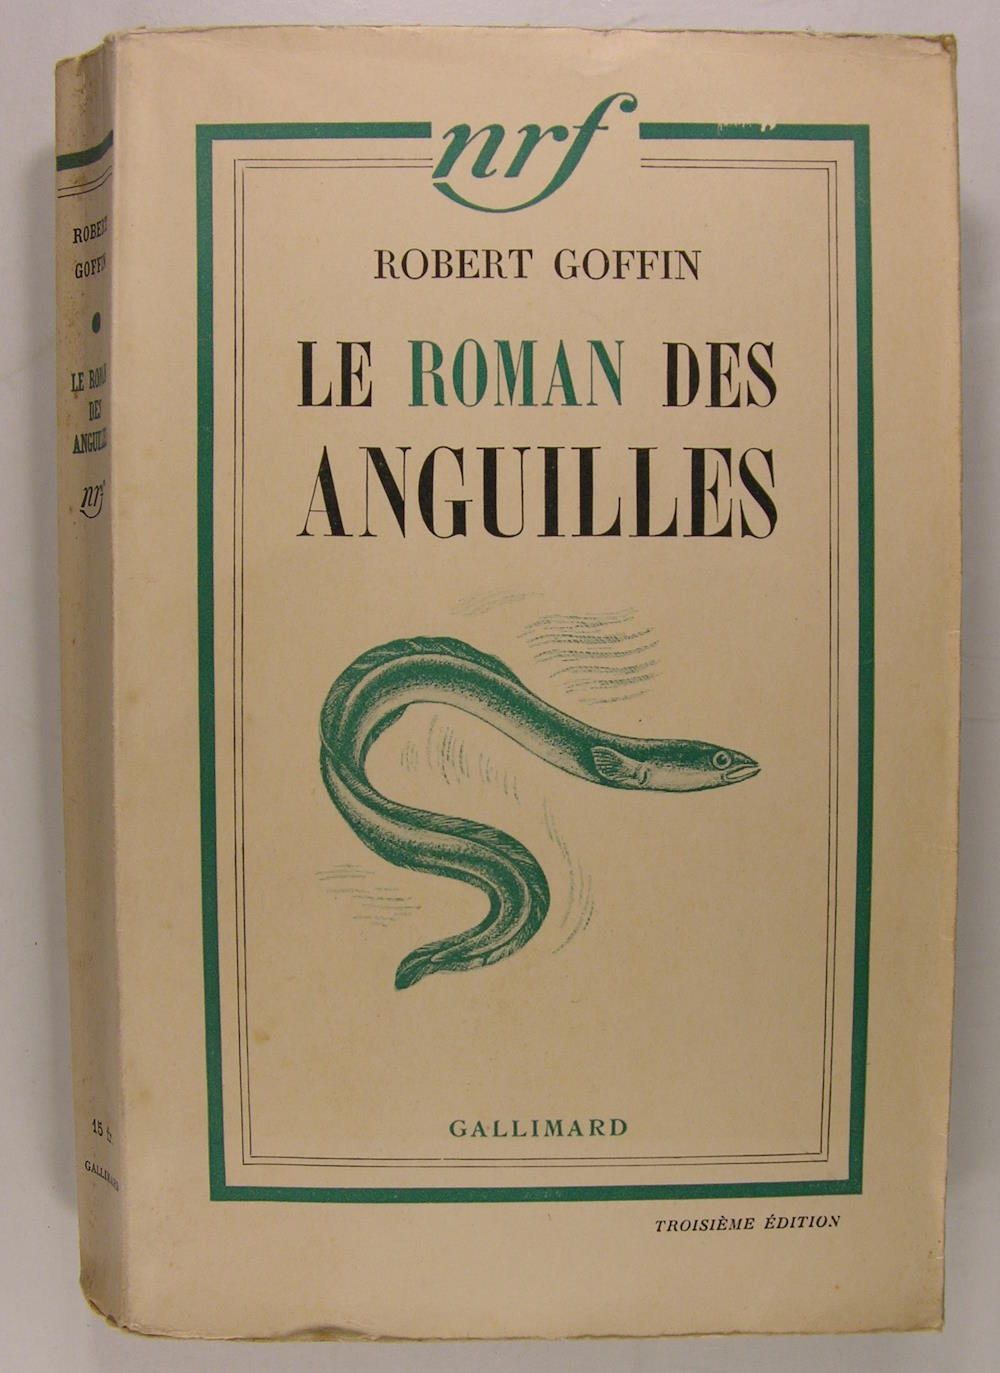 nrf
ROBERT GOFFIN
LE ROMAN DES
ANGUILLES
GALLIMARD
TROISIÈME ÉDITION
ROBERT
GOFFIN
LE ROMAN
DES
ANGUILLES
nrf
15 fr.
GALLIMARD